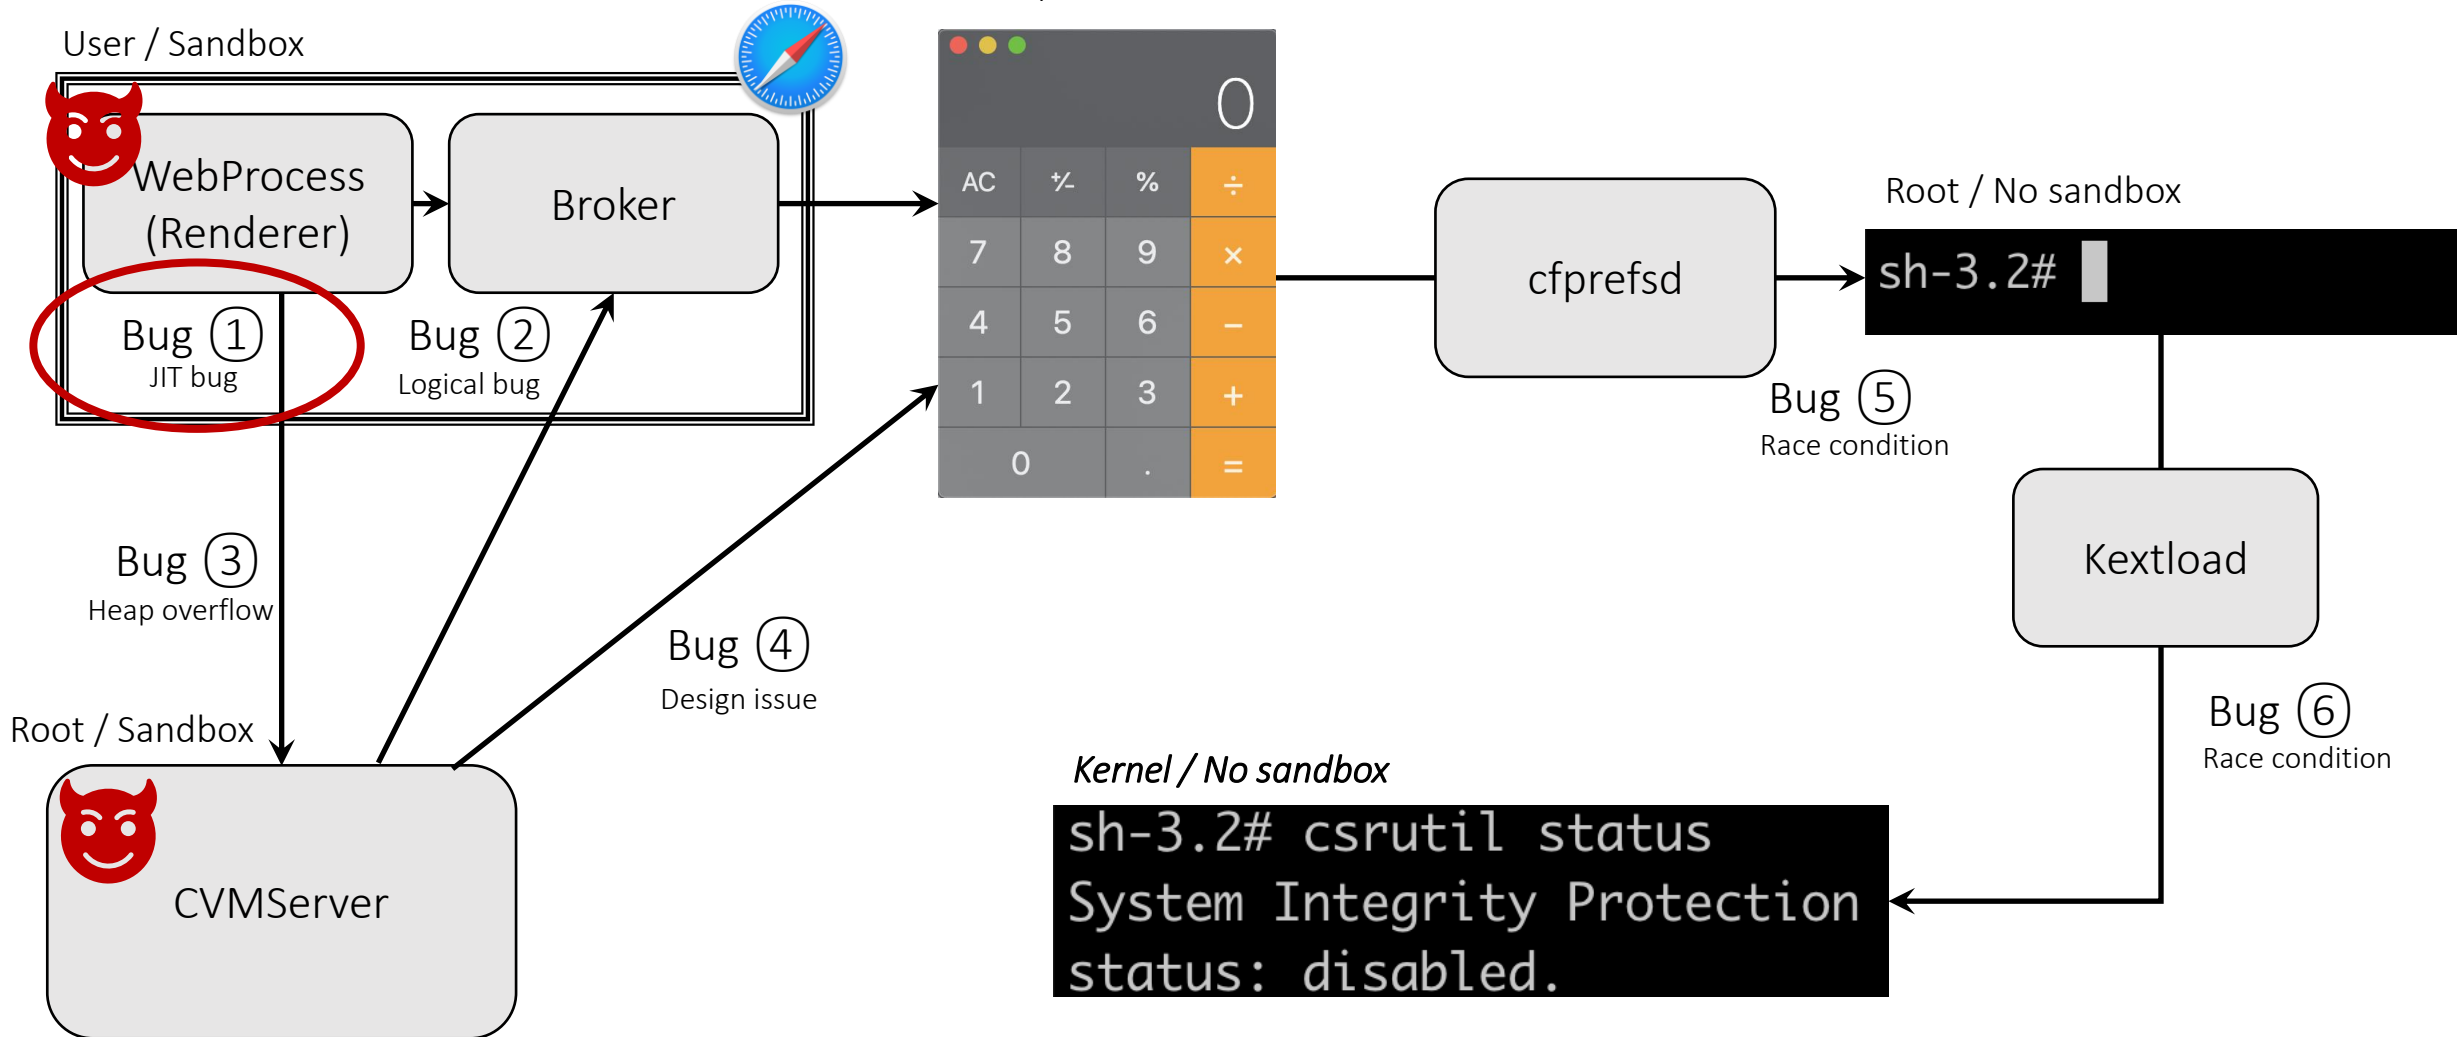 User / Sandbox
WebProcess
(Renderer)
Broker
Bug 1
JIT bug
Bug 2
Logical bug
0
AC +/- % ÷
7 8 9 ×
4 5 6 −
1 2 3 +
0 . =
cfprefsd
Root / No sandbox
sh-3.2#
Bug 5
Race condition
Kextload
Bug 3
Heap overflow
Bug 4
Design issue
Bug 6
Race condition
Root / Sandbox
CVMServer
Kernel / No sandbox
sh-3.2# csrutil status
System Integrity Protection
status: disabled.